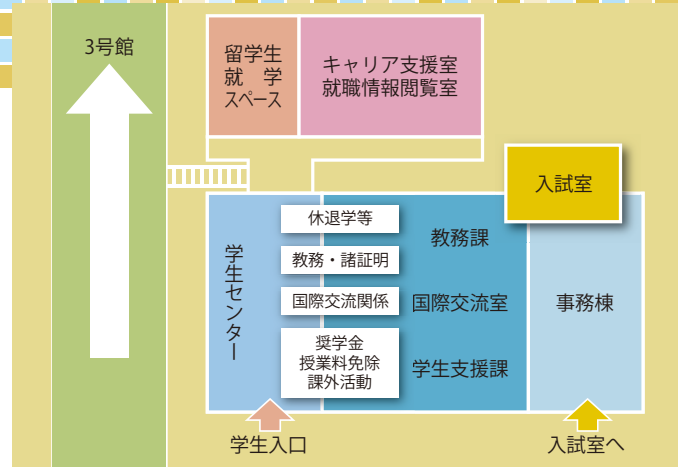 3号館
留学生
就　学
スペース
キャリア支援室
就職情報閲覧室
入試室
学生センター
休退学等
教務・諸証明
国際交流関係
奨学金
授業料免除
課外活動
教務課
国際交流室
学生支援課
事務棟
学生入口
入試室へ